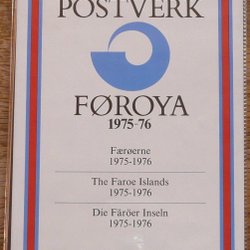 POSTVERK
FØROYA
1975-76
Færøerne
1975-1976
The Faroe Islands
1975-1976
Die Färöer Inseln
1975-1976